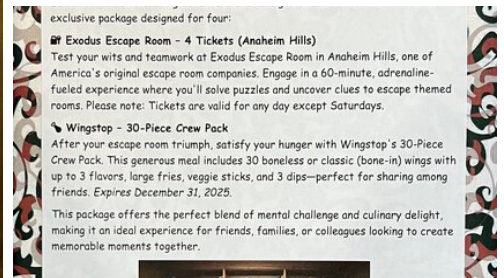 exclusive package designed for four:
🔐 Exodus Escape Room - 4 Tickets (Anaheim Hills)
Test your wits and teamwork at Exodus Escape Room in Anaheim Hills, one of
America's original escape room companies. Engage in a 60-minute, adrenaline-
fueled experience where you'll solve puzzles and uncover clues to escape themed
rooms. Please note: Tickets are valid for any day except Saturdays.
🍗 Wingstop - 30-Piece Crew Pack
After your escape room triumph, satisfy your hunger with Wingstop's 30-Piece
Crew Pack. This generous meal includes 30 boneless or classic (bone-in) wings with
up to 3 flavors, large fries, veggie sticks, and 3 dips—perfect for sharing among
friends. Expires December 31, 2025.
This package offers the perfect blend of mental challenge and culinary delight,
making it an ideal experience for friends, families, or colleagues looking to create
memorable moments together.